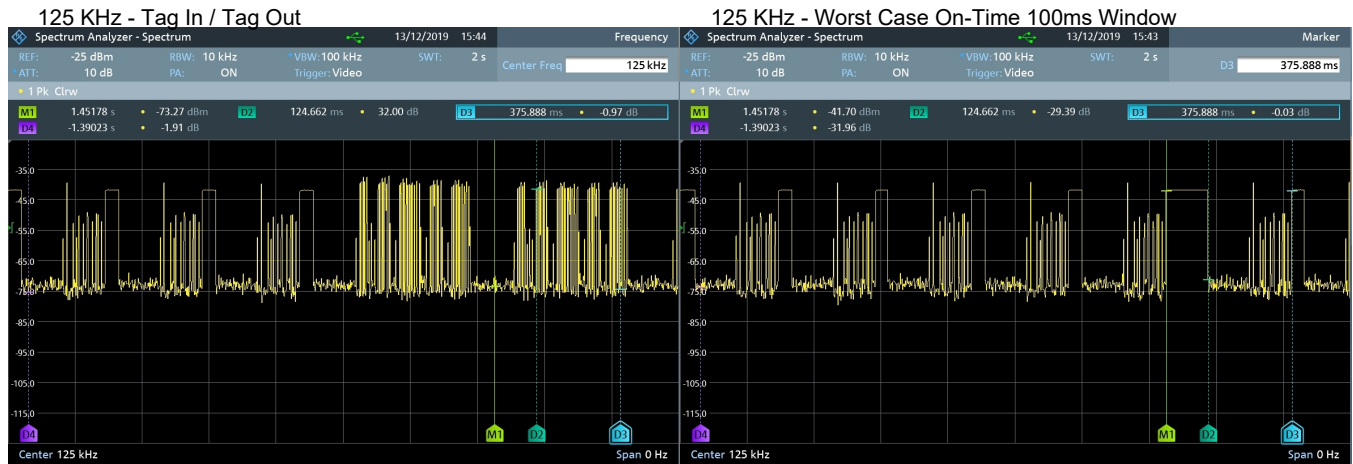 125 KHz - Tag In / Tag Out
Spectrum Analyzer - Spectrum 13/12/2019 15:44 Frequency
REF: -25 dBm RBW: 10 kHz VBW: 100 kHz SWT: 2 s Center Freq 125 kHz
ATT: 10 dB PA: ON Trigger: Video
1 Pk Clrw
M1 1.45178 s -73.27 dBm D2 124.662 ms 32.00 dB D3 375.888 ms -0.97 dB
D4 -1.39023 s -1.91 dB
-35.0
-45.0
-55.0
-65.0
-75.0
-85.0
-95.0
-105.0
-115.0
D4 M1 D2 D3
Center 125 kHz Span 0 Hz
125 KHz - Worst Case On-Time 100ms Window
Spectrum Analyzer - Spectrum 13/12/2019 15:43 Marker
REF: -25 dBm RBW: 10 kHz VBW: 100 kHz SWT: 2 s D3 375.888 ms
ATT: 10 dB PA: ON Trigger: Video
1 Pk Clrw
M1 1.45178 s -41.70 dBm D2 124.662 ms -29.39 dB D3 375.888 ms -0.03 dB
D4 -1.39023 s -31.96 dB
-35.0
-45.0
-55.0
-65.0
-75.0
-85.0
-95.0
-105.0
-115.0
D4 M1 D2 D3
Center 125 kHz Span 0 Hz